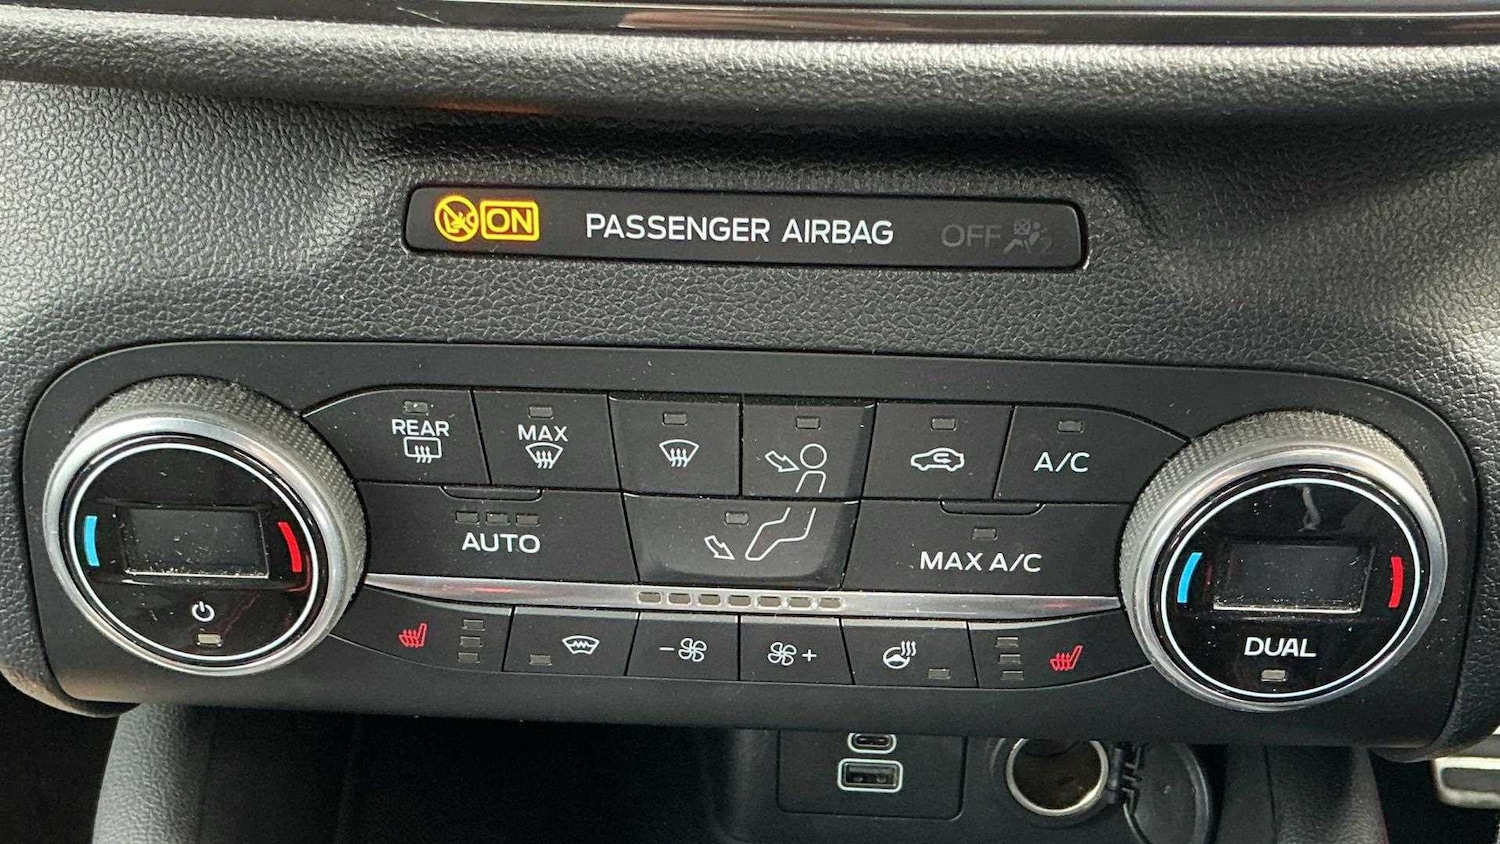 ON PASSENGER AIRBAG OFF
REAR
MAX
A/C
AUTO
MAX A/C
- +
DUAL